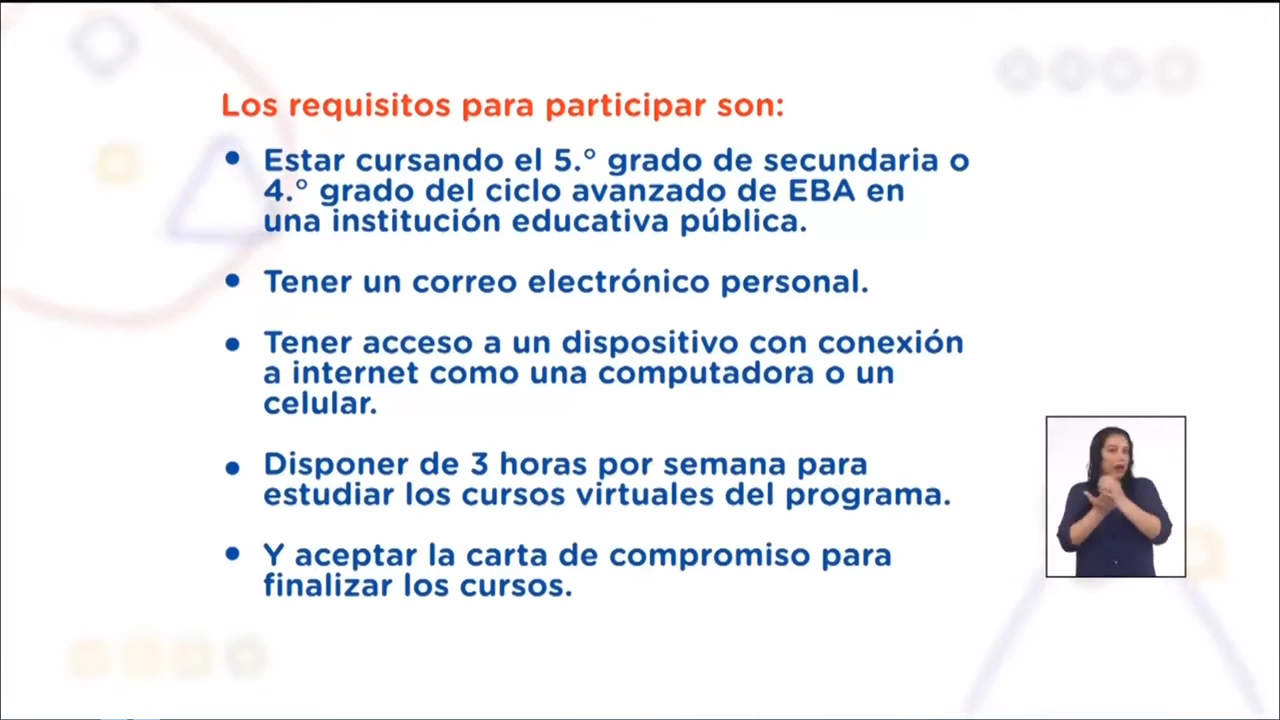 Los requisitos para participar son:
• Estar cursando el 5.° grado de secundaria o
4.° grado del ciclo avanzado de EBA en
una institución educativa pública.
• Tener un correo electrónico personal.
• Tener acceso a un dispositivo con conexión
a internet como una computadora o un
celular.
• Disponer de 3 horas por semana para
estudiar los cursos virtuales del programa.
• Y aceptar la carta de compromiso para
finalizar los cursos.